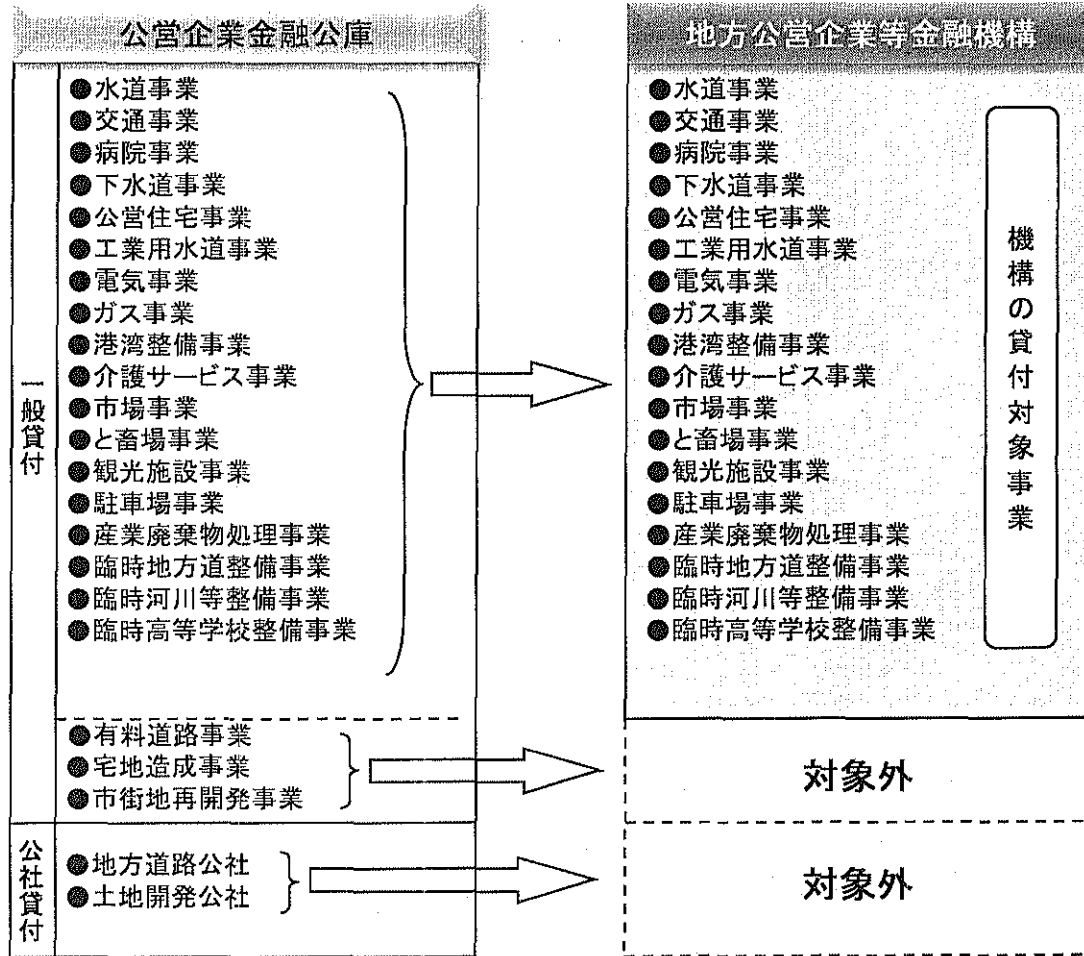 公営企業金融公庫
一般貸付
●水道事業
●交通事業
●病院事業
●下水道事業
●公営住宅事業
●工業用水道事業
●電気事業
●ガス事業
●港湾整備事業
●介護サービス事業
●市場事業
●と畜場事業
●観光施設事業
●駐車場事業
●産業廃棄物処理事業
●臨時地方道整備事業
●臨時河川等整備事業
●臨時高等学校整備事業
●有料道路事業
●宅地造成事業
●市街地再開発事業
公社貸付
●地方道路公社
●土地開発公社
地方公営企業等金融機構
●水道事業
●交通事業
●病院事業
●下水道事業
●公営住宅事業
●工業用水道事業
●電気事業
●ガス事業
●港湾整備事業
●介護サービス事業
●市場事業
●と畜場事業
●観光施設事業
●駐車場事業
●産業廃棄物処理事業
●臨時地方道整備事業
●臨時河川等整備事業
●臨時高等学校整備事業
機構の貸付対象事業
対象外
対象外